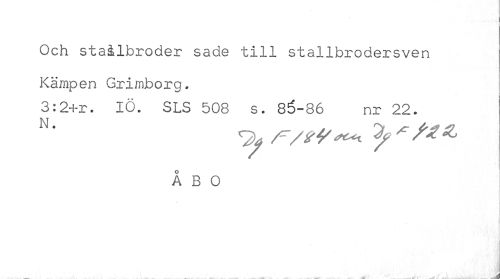 Och stallbroder sade till stallbrodersven
Kämpen Grimborg.
3:2+r. IÖ. SLS 508 s. 85-86 nr 22.
N.
Dg F 184 och Dg F 422
Å B O